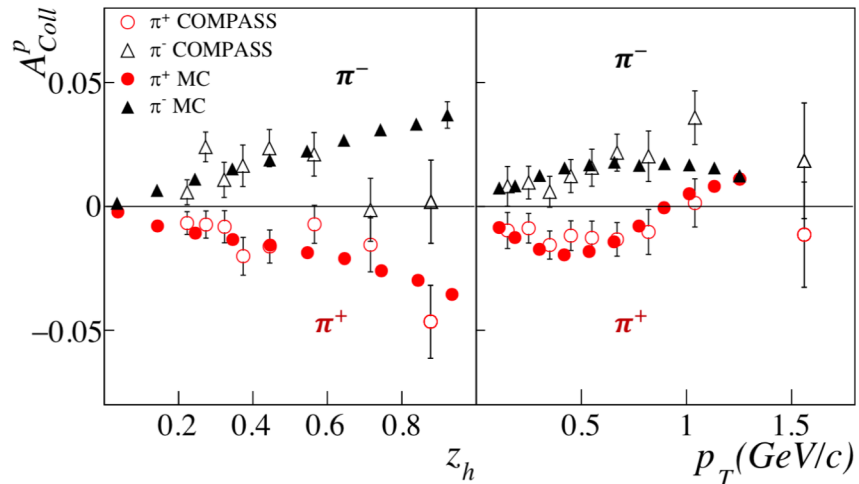 A^p_Coll
0.05
0
−0.05
π⁺ COMPASS
π⁻ COMPASS
π⁺ MC
π⁻ MC
π⁻
π⁺
π⁻
π⁺
0.2 0.4 0.6 0.8
0.5 1 1.5
z_h
p_T(GeV/c)